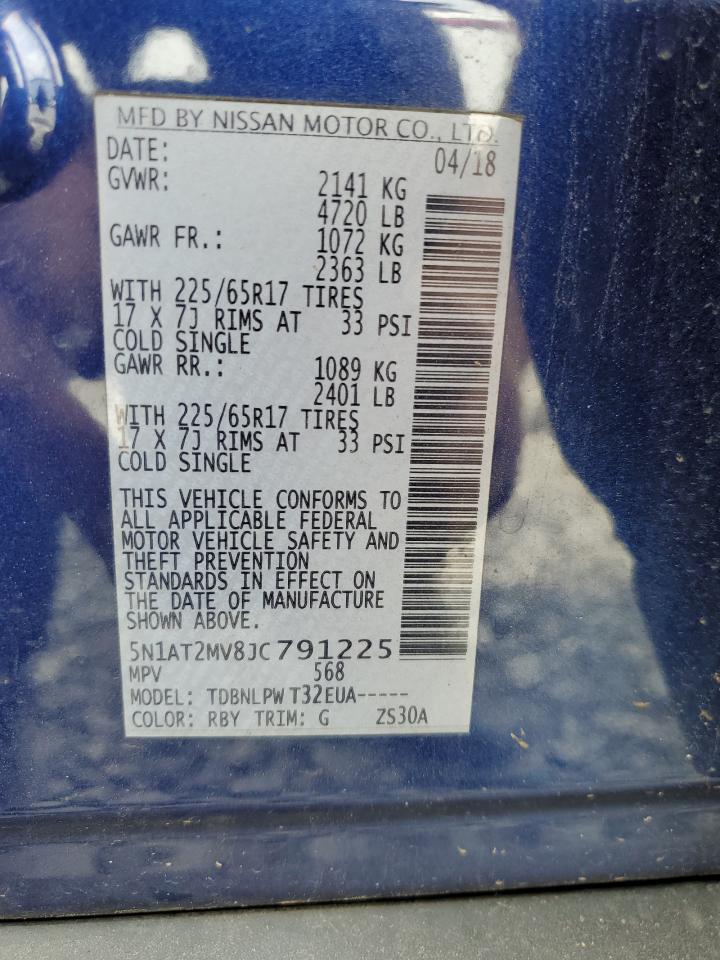 MFD BY NISSAN MOTOR CO., LTD.
DATE: 04/18
GVWR: 2141 KG
4720 LB
GAWR FR.: 1072 KG
2363 LB
WITH 225/65R17 TIRES
17 X 7J RIMS AT 33 PSI
COLD SINGLE
GAWR RR.: 1089 KG
2401 LB
WITH 225/65R17 TIRES
17 X 7J RIMS AT 33 PSI
COLD SINGLE
THIS VEHICLE CONFORMS TO
ALL APPLICABLE FEDERAL
MOTOR VEHICLE SAFETY AND
THEFT PREVENTION
STANDARDS IN EFFECT ON
THE DATE OF MANUFACTURE
SHOWN ABOVE.
5N1AT2MV8JC791225
MPV 568
MODEL: TDBNLPW T32EUA-----
COLOR: RBY TRIM: G ZS30A